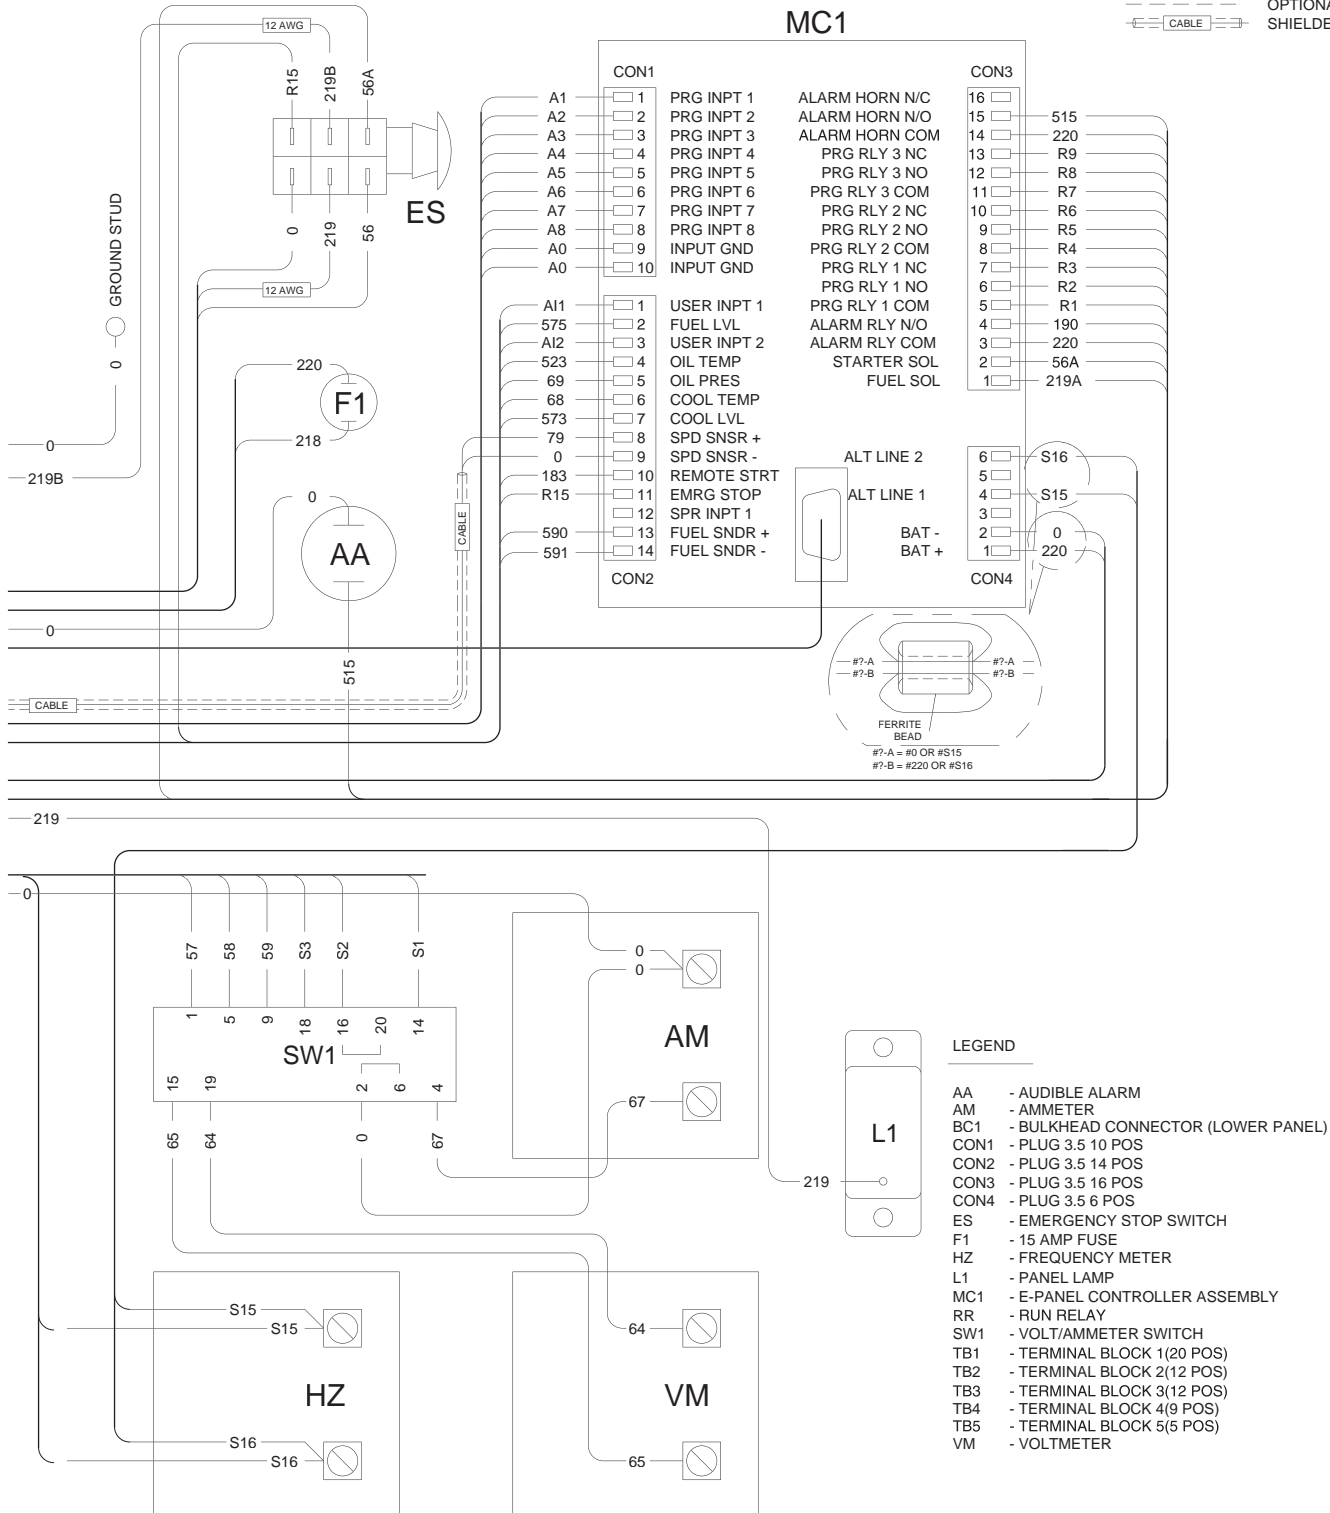 MC1
OPTIONA
CABLE SHIELDE
12 AWG
R15 219B 56A
ES
0 219 56
12 AWG
GROUND STUD
0
220
F1
218
0
219B
0
AA
0
515
CABLE
CABLE
CON1
A1 1 PRG INPT 1
A2 2 PRG INPT 2
A3 3 PRG INPT 3
A4 4 PRG INPT 4
A5 5 PRG INPT 5
A6 6 PRG INPT 6
A7 7 PRG INPT 7
A8 8 PRG INPT 8
A0 9 INPUT GND
A0 10 INPUT GND
AI1 1 USER INPT 1
575 2 FUEL LVL
AI2 3 USER INPT 2
523 4 OIL TEMP
69 5 OIL PRES
68 6 COOL TEMP
573 7 COOL LVL
79 8 SPD SNSR +
0 9 SPD SNSR -
183 10 REMOTE STRT
R15 11 EMRG STOP
12 SPR INPT 1
590 13 FUEL SNDR +
591 14 FUEL SNDR -
CON2
CON3
ALARM HORN N/C 16
ALARM HORN N/O 15 515
ALARM HORN COM 14 220
PRG RLY 3 NC 13 R9
PRG RLY 3 NO 12 R8
PRG RLY 3 COM 11 R7
PRG RLY 2 NC 10 R6
PRG RLY 2 NO 9 R5
PRG RLY 2 COM 8 R4
PRG RLY 1 NC 7 R3
PRG RLY 1 NO 6 R2
PRG RLY 1 COM 5 R1
ALARM RLY N/O 4 190
ALARM RLY COM 3 220
STARTER SOL 2 56A
FUEL SOL 1 219A
ALT LINE 2 6 S16
5
ALT LINE 1 4 S15
3
BAT - 2 0
BAT + 1 220
CON4
#?-A #?-A
#?-B #?-B
FERRITE
BEAD
#?-A = #0 OR #S15
#?-B = #220 OR #S16
219
0
57 58 59 S3 S2 S1
1 5 9 18 16 20 14
SW1
15 19 2 6 4
65 64 0 67
0
0
AM
67
L1
219
S15
S15
HZ
S16
S16
64
VM
65
LEGEND
AA - AUDIBLE ALARM
AM - AMMETER
BC1 - BULKHEAD CONNECTOR (LOWER PANEL)
CON1 - PLUG 3.5 10 POS
CON2 - PLUG 3.5 14 POS
CON3 - PLUG 3.5 16 POS
CON4 - PLUG 3.5 6 POS
ES - EMERGENCY STOP SWITCH
F1 - 15 AMP FUSE
HZ - FREQUENCY METER
L1 - PANEL LAMP
MC1 - E-PANEL CONTROLLER ASSEMBLY
RR - RUN RELAY
SW1 - VOLT/AMMETER SWITCH
TB1 - TERMINAL BLOCK 1(20 POS)
TB2 - TERMINAL BLOCK 2(12 POS)
TB3 - TERMINAL BLOCK 3(12 POS)
TB4 - TERMINAL BLOCK 4(9 POS)
TB5 - TERMINAL BLOCK 5(5 POS)
VM - VOLTMETER